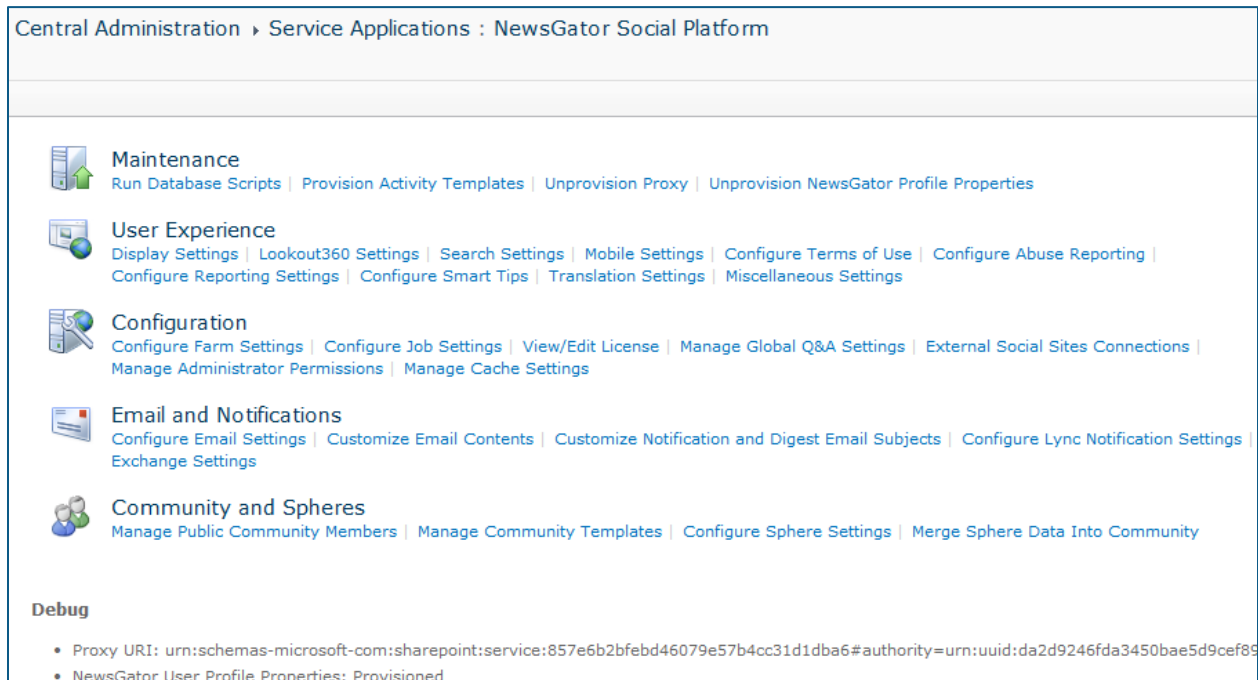 Central Administration ▸ Service Applications : NewsGator Social Platform
Maintenance
Run Database Scripts | Provision Activity Templates | Unprovision Proxy | Unprovision NewsGator Profile Properties
User Experience
Display Settings | Lookout360 Settings | Search Settings | Mobile Settings | Configure Terms of Use | Configure Abuse Reporting |
Configure Reporting Settings | Configure Smart Tips | Translation Settings | Miscellaneous Settings
Configuration
Configure Farm Settings | Configure Job Settings | View/Edit License | Manage Global Q&A Settings | External Social Sites Connections |
Manage Administrator Permissions | Manage Cache Settings
Email and Notifications
Configure Email Settings | Customize Email Contents | Customize Notification and Digest Email Subjects | Configure Lync Notification Settings |
Exchange Settings
Community and Spheres
Manage Public Community Members | Manage Community Templates | Configure Sphere Settings | Merge Sphere Data Into Community
Debug
• Proxy URI: urn:schemas-microsoft-com:sharepoint:service:857e6b2bfebd46079e57b4cc31d1dba6#authority=urn:uuid:da2d9246fda3450bae5d9cef89
• NewsGator User Profile Properties: Provisioned